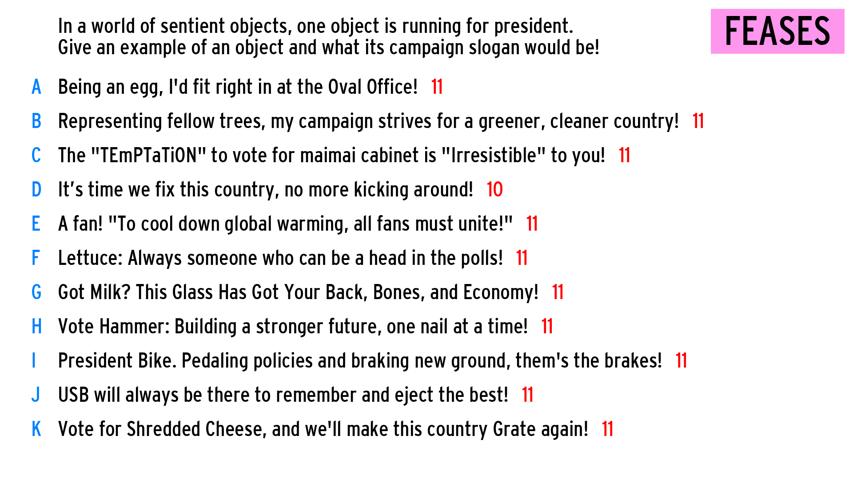 In a world of sentient objects, one object is running for president.
Give an example of an object and what its campaign slogan would be!
FEASES
A Being an egg, I'd fit right in at the Oval Office! 11
B Representing fellow trees, my campaign strives for a greener, cleaner country! 11
C The "TEmPTaTiON" to vote for maimai cabinet is "Irresistible" to you! 11
D It’s time we fix this country, no more kicking around! 10
E A fan! "To cool down global warming, all fans must unite!" 11
F Lettuce: Always someone who can be a head in the polls! 11
G Got Milk? This Glass Has Got Your Back, Bones, and Economy! 11
H Vote Hammer: Building a stronger future, one nail at a time! 11
I President Bike. Pedaling policies and braking new ground, them's the brakes! 11
J USB will always be there to remember and eject the best! 11
K Vote for Shredded Cheese, and we'll make this country Grate again! 11